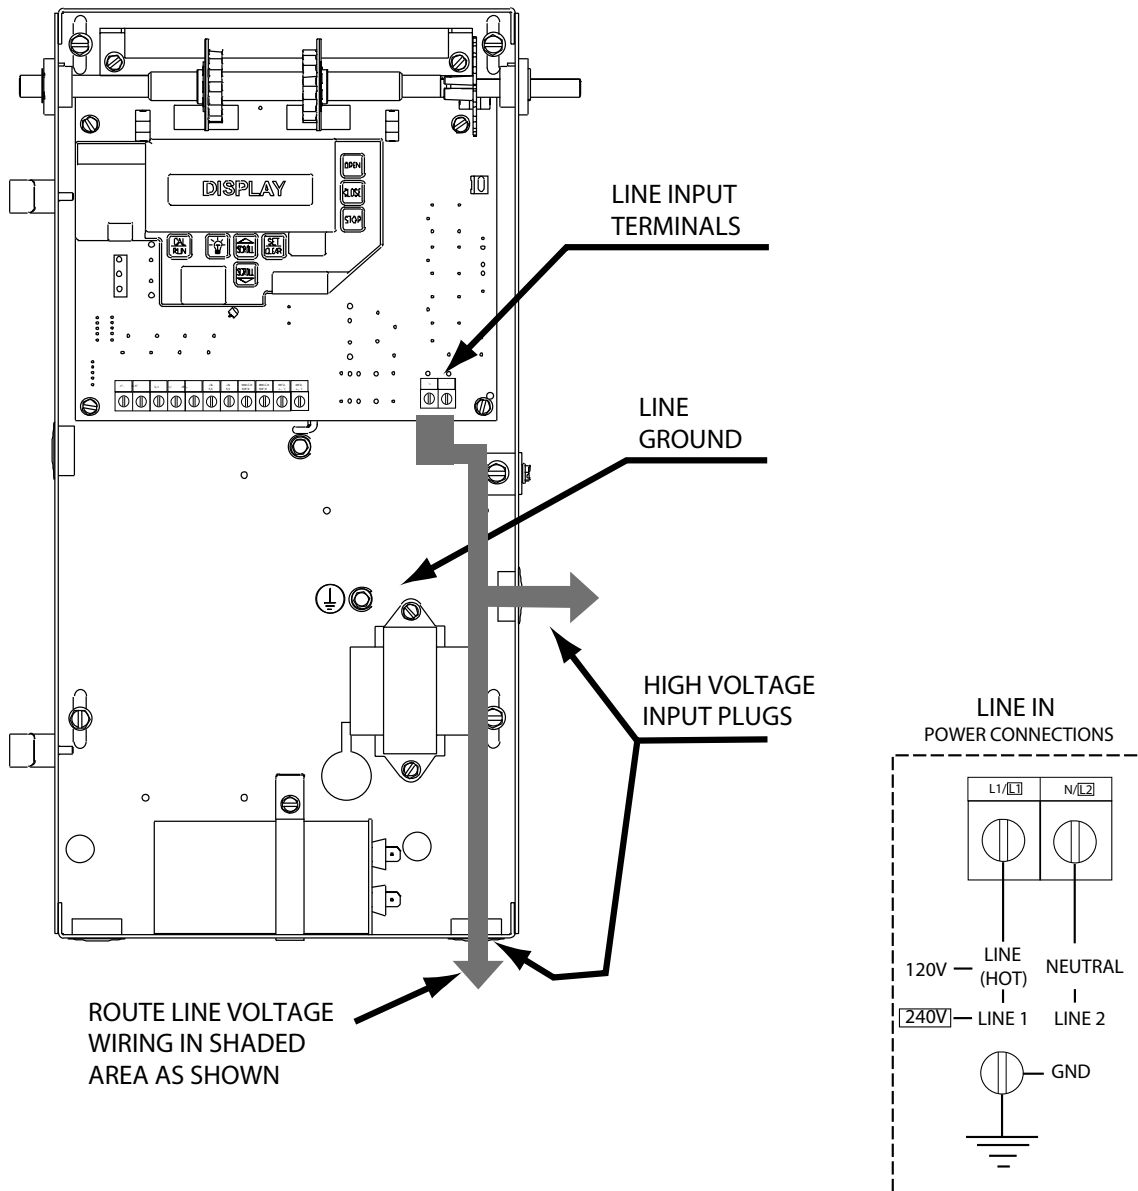 DISPLAY
OPEN
CLOSE
STOP
CAL
RUN
SCROLL
SET
CLEAR
SCROLL
LINE INPUT
TERMINALS
LINE
GROUND
HIGH VOLTAGE
INPUT PLUGS
ROUTE LINE VOLTAGE
WIRING IN SHADED
AREA AS SHOWN
LINE IN
POWER CONNECTIONS
L1/L1 N/L2
120V LINE (HOT) NEUTRAL
240V LINE 1 LINE 2
GND